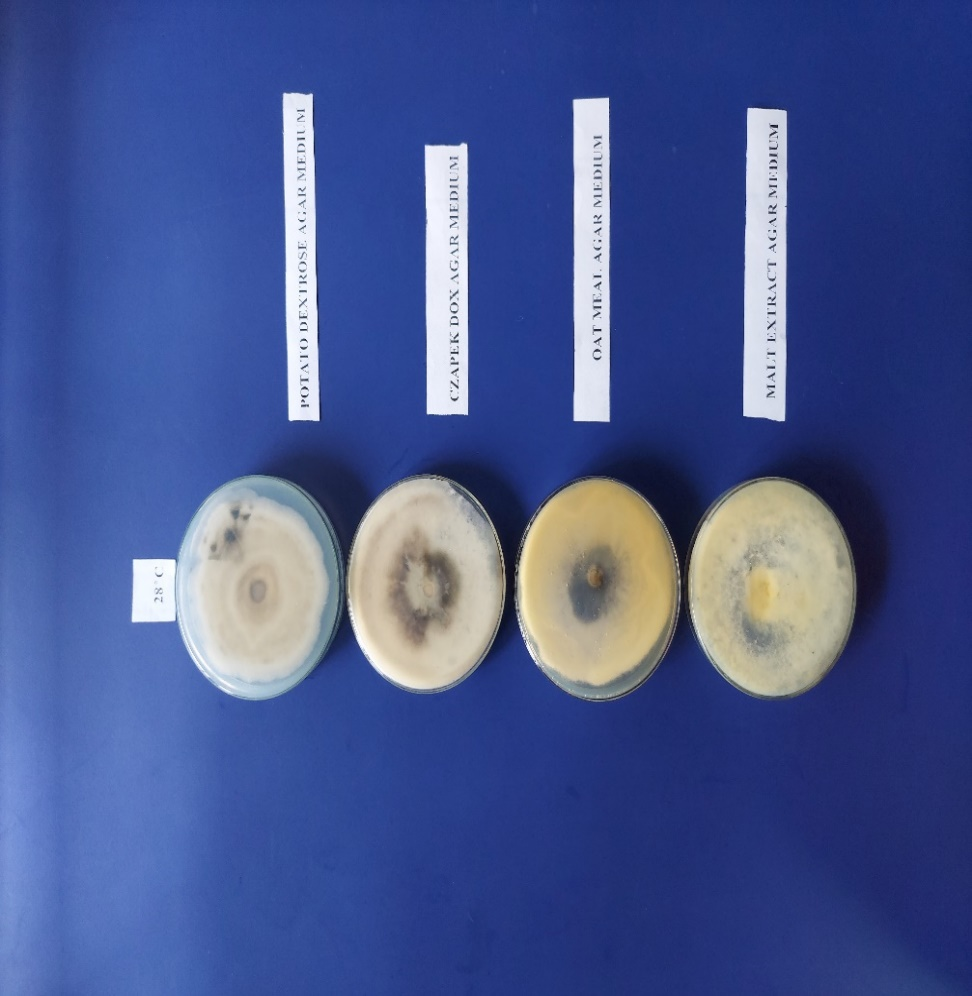 POTATO DEXTROSE AGAR MEDIUM
CZAPEK DOX AGAR MEDIUM
OAT MEAL AGAR MEDIUM
MALT EXTRACT AGAR MEDIUM
28°C